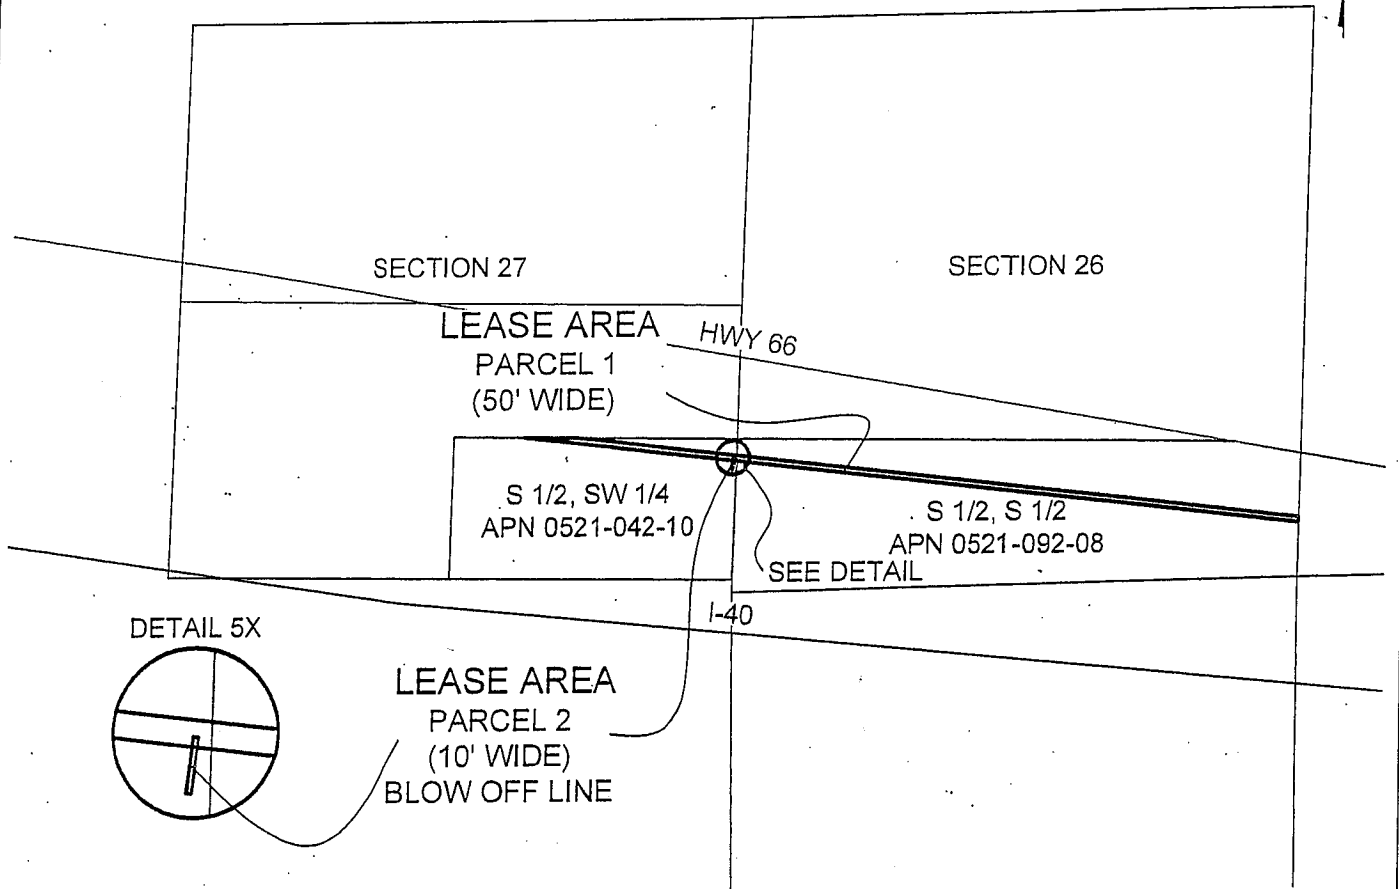 SECTION 27
SECTION 26
LEASE AREA
PARCEL 1
(50' WIDE)
HWY 66
S 1/2, SW 1/4
APN 0521-042-10
S 1/2, S 1/2
APN 0521-092-08
SEE DETAIL
I-40
DETAIL 5X
LEASE AREA
PARCEL 2
(10' WIDE)
BLOW OFF LINE